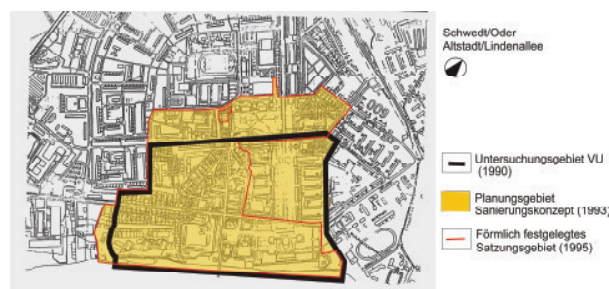 Schwedt/Oder
Altstadt/Lindenallee
Untersuchungsgebiet VU
(1990)
Planungsgebiet
Sanierungskonzept (1993)
Förmlich festgelegtes
Satzungsgebiet (1995)